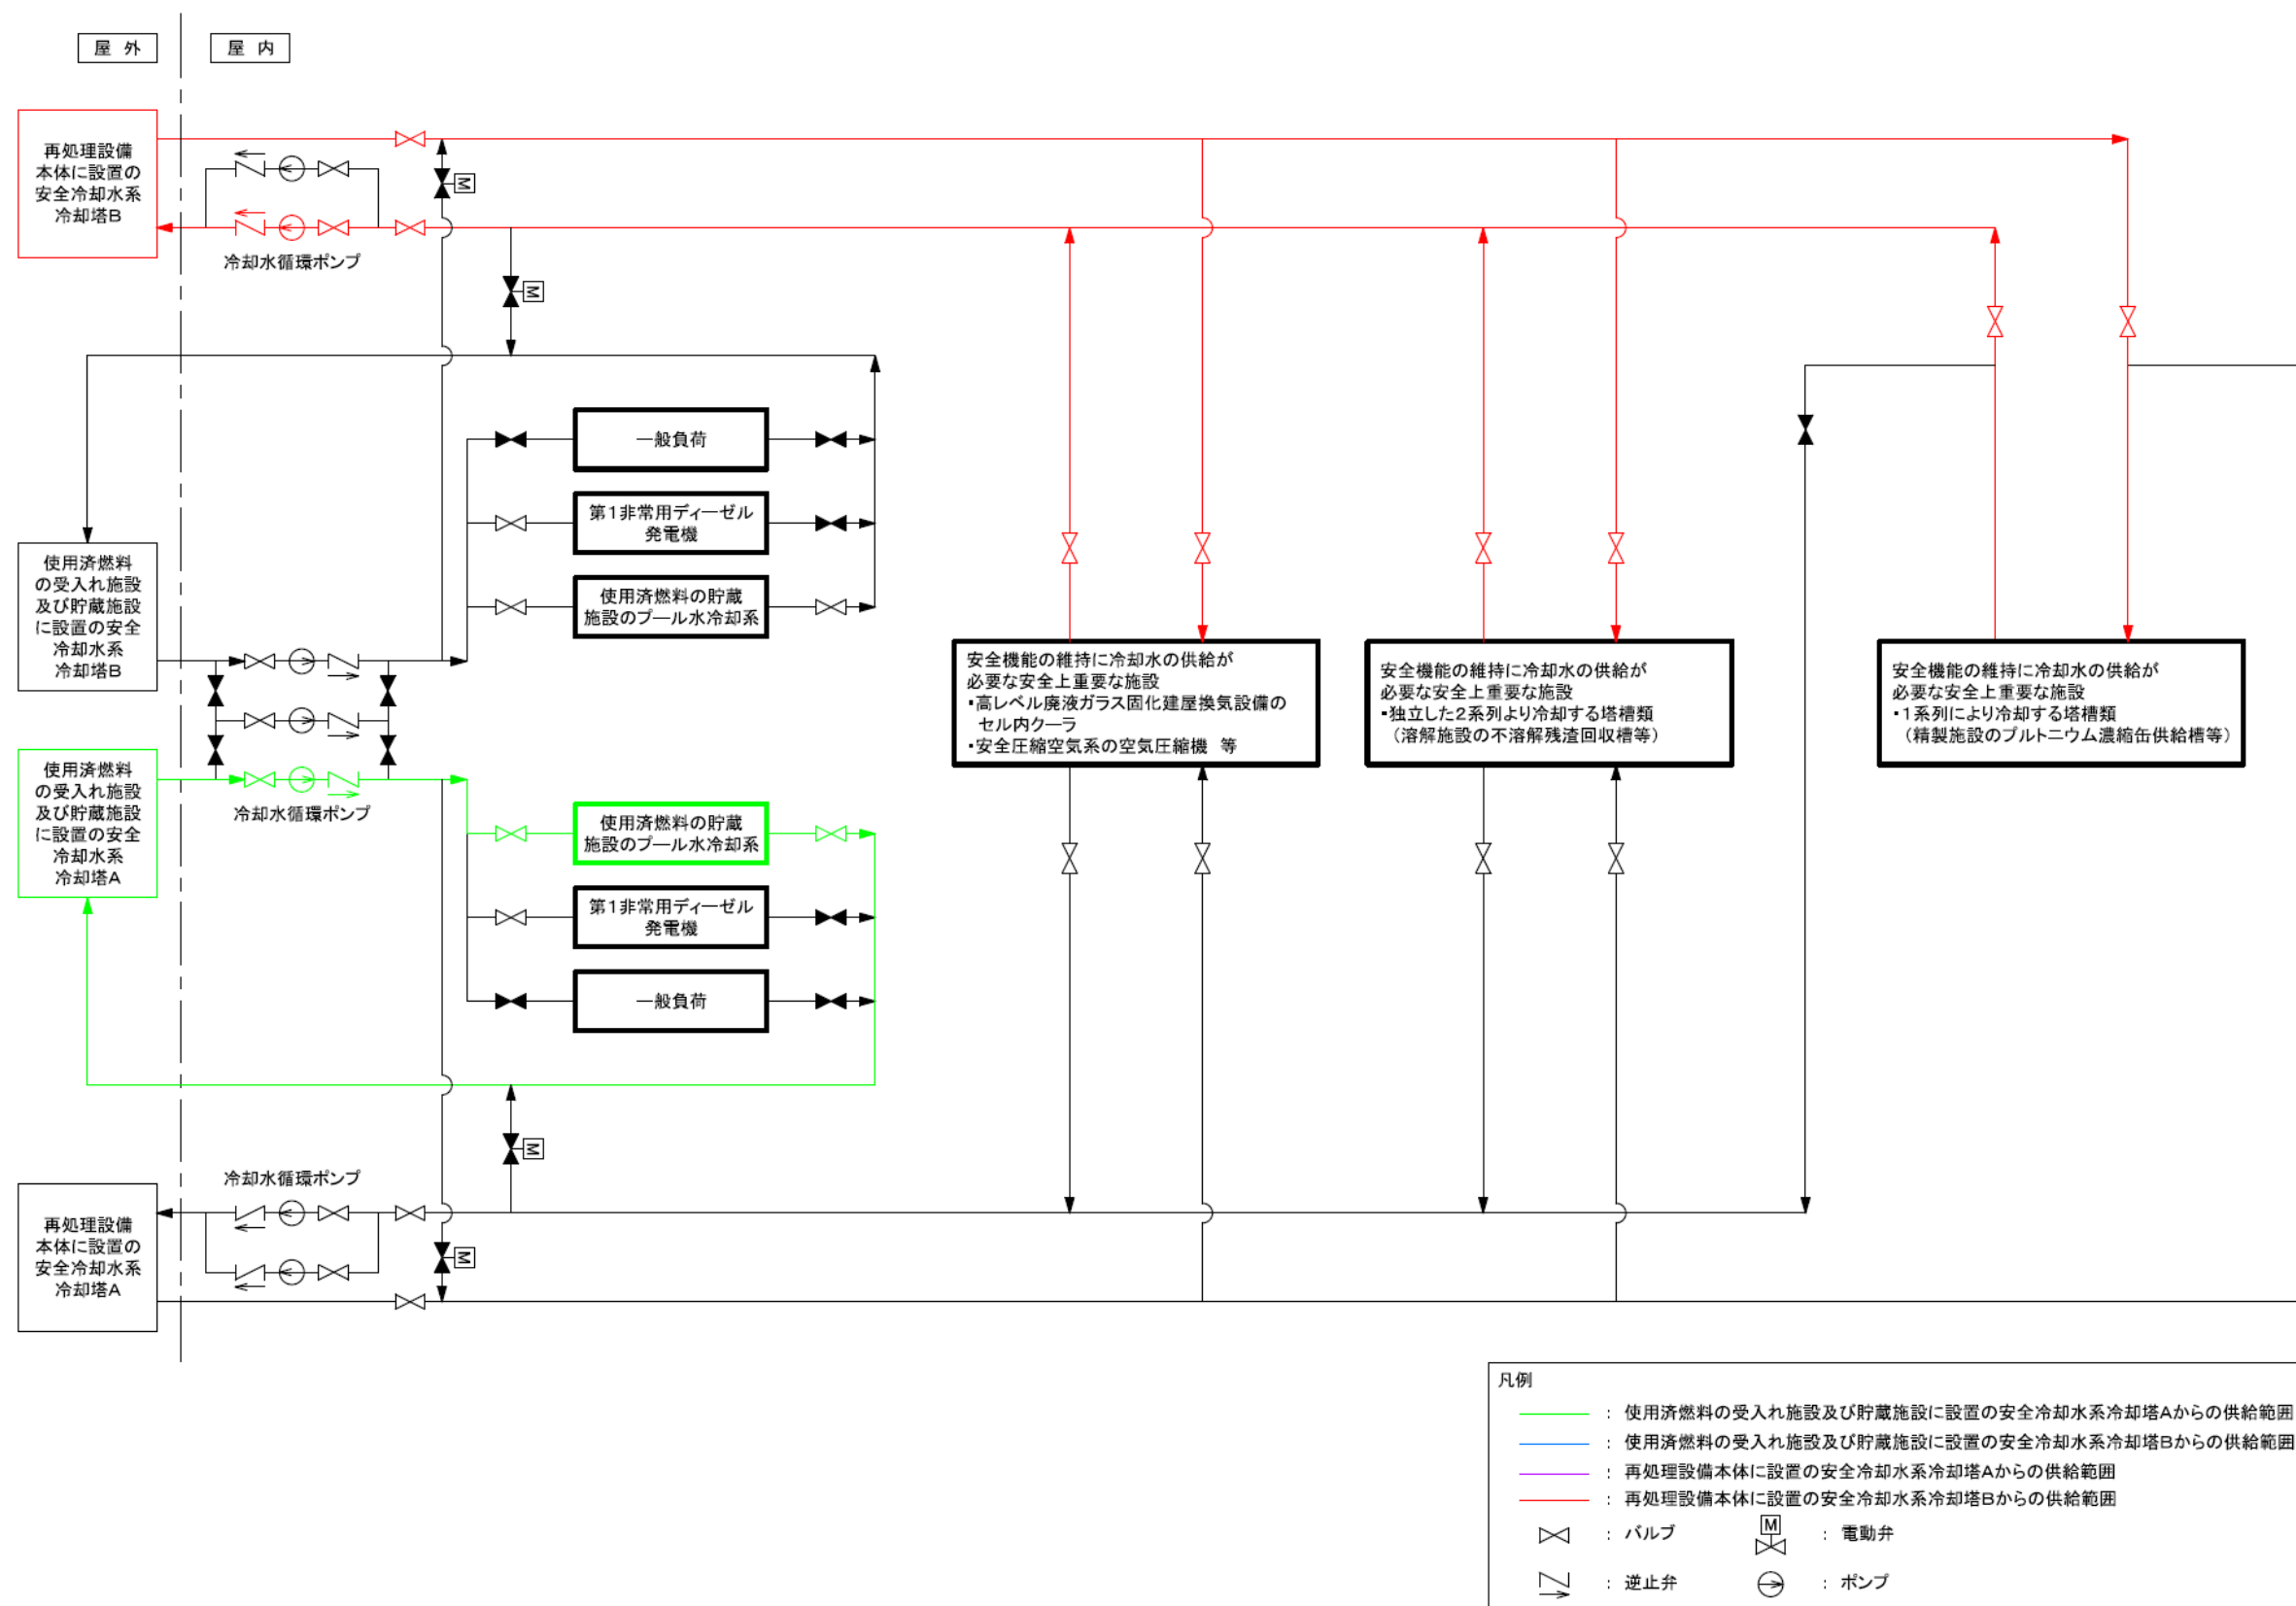 屋 外
屋 内
再処理設備
本体に設置の
安全冷却水系
冷却塔B
M
冷却水循環ポンプ
M
一般負荷
第1非常用ディーゼル
発電機
使用済燃料の貯蔵
施設のプール水冷却系
使用済燃料
の受入れ施設
及び貯蔵施設
に設置の安全
冷却水系
冷却塔B
安全機能の維持に冷却水の供給が
必要な安全上重要な施設
・高レベル廃液ガラス固化建屋換気設備の
セル内クーラ
・安全圧縮空気系の空気圧縮機 等
安全機能の維持に冷却水の供給が
必要な安全上重要な施設
・独立した2系列より冷却する塔槽類
（溶解施設の不溶解残渣回収槽等）
安全機能の維持に冷却水の供給が
必要な安全上重要な施設
・1系列により冷却する塔槽類
（精製施設のプルトニウム濃縮缶供給槽等）
使用済燃料
の受入れ施設
及び貯蔵施設
に設置の安全
冷却水系
冷却塔A
冷却水循環ポンプ
使用済燃料の貯蔵
施設のプール水冷却系
第1非常用ディーゼル
発電機
一般負荷
M
冷却水循環ポンプ
再処理設備
本体に設置の
安全冷却水系
冷却塔A
M
凡例
： 使用済燃料の受入れ施設及び貯蔵施設に設置の安全冷却水系冷却塔Aからの供給範囲
： 使用済燃料の受入れ施設及び貯蔵施設に設置の安全冷却水系冷却塔Bからの供給範囲
： 再処理設備本体に設置の安全冷却水系冷却塔Aからの供給範囲
： 再処理設備本体に設置の安全冷却水系冷却塔Bからの供給範囲
： バルブ
M ： 電動弁
： 逆止弁
： ポンプ